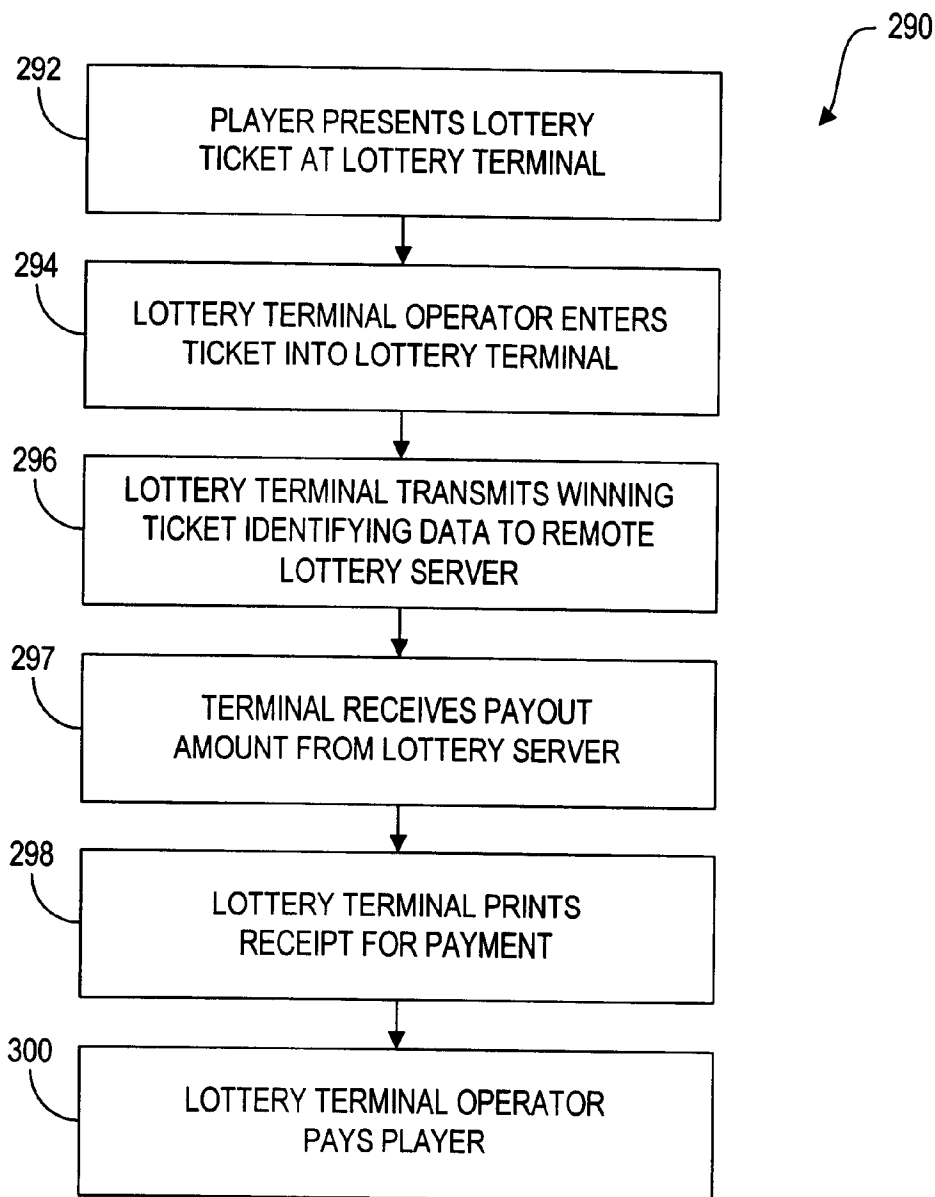 290
292
PLAYER PRESENTS LOTTERY
TICKET AT LOTTERY TERMINAL
294
LOTTERY TERMINAL OPERATOR ENTERS
TICKET INTO LOTTERY TERMINAL
296
LOTTERY TERMINAL TRANSMITS WINNING
TICKET IDENTIFYING DATA TO REMOTE
LOTTERY SERVER
297
TERMINAL RECEIVES PAYOUT
AMOUNT FROM LOTTERY SERVER
298
LOTTERY TERMINAL PRINTS
RECEIPT FOR PAYMENT
300
LOTTERY TERMINAL OPERATOR
PAYS PLAYER